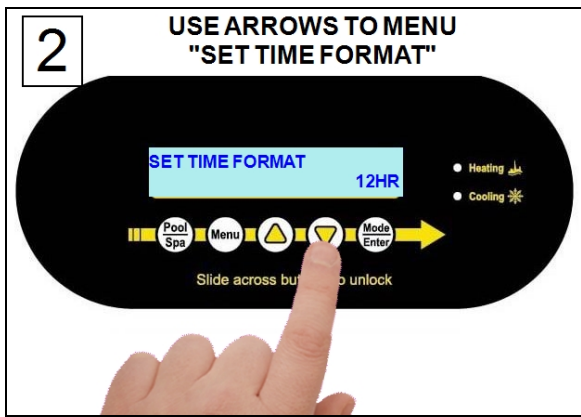 2
USE ARROWS TO MENU
"SET TIME FORMAT"
SET TIME FORMAT
12HR
Heating
Cooling
Pool
Spa
Menu
Mode
Enter
Slide across but o unlock